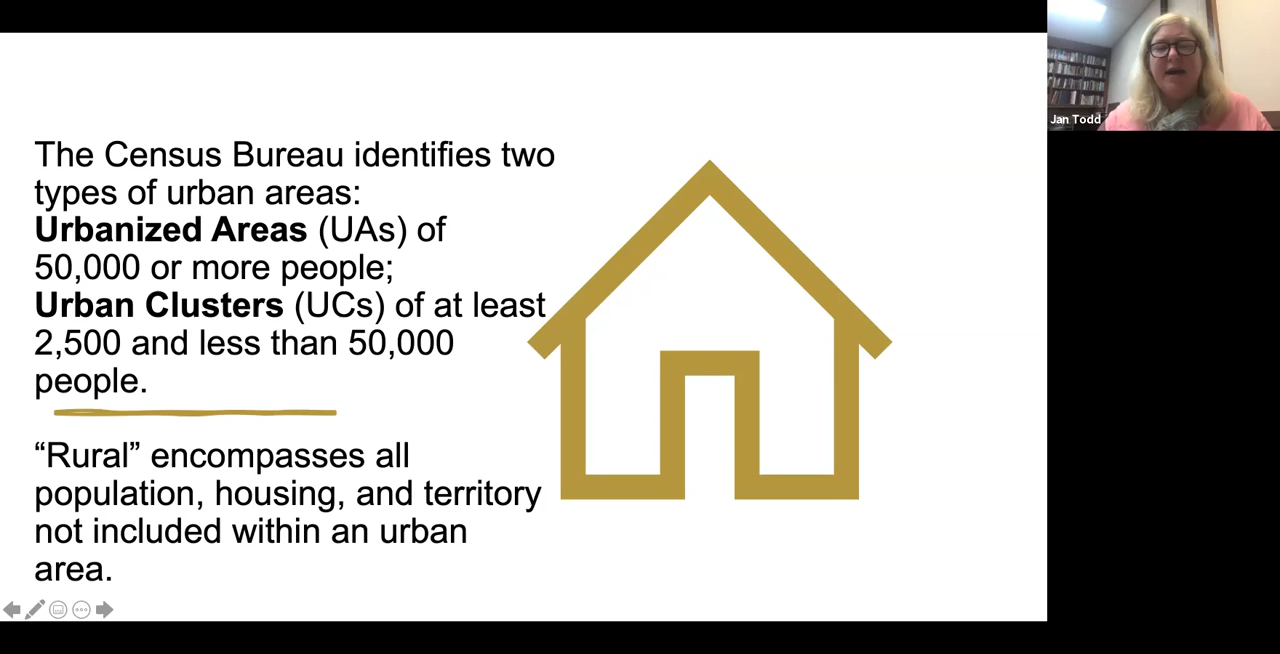 The Census Bureau identifies two
types of urban areas:
Urbanized Areas (UAs) of
50,000 or more people;
Urban Clusters (UCs) of at least
2,500 and less than 50,000
people.
“Rural” encompasses all
population, housing, and territory
not included within an urban
area.
Jan Todd